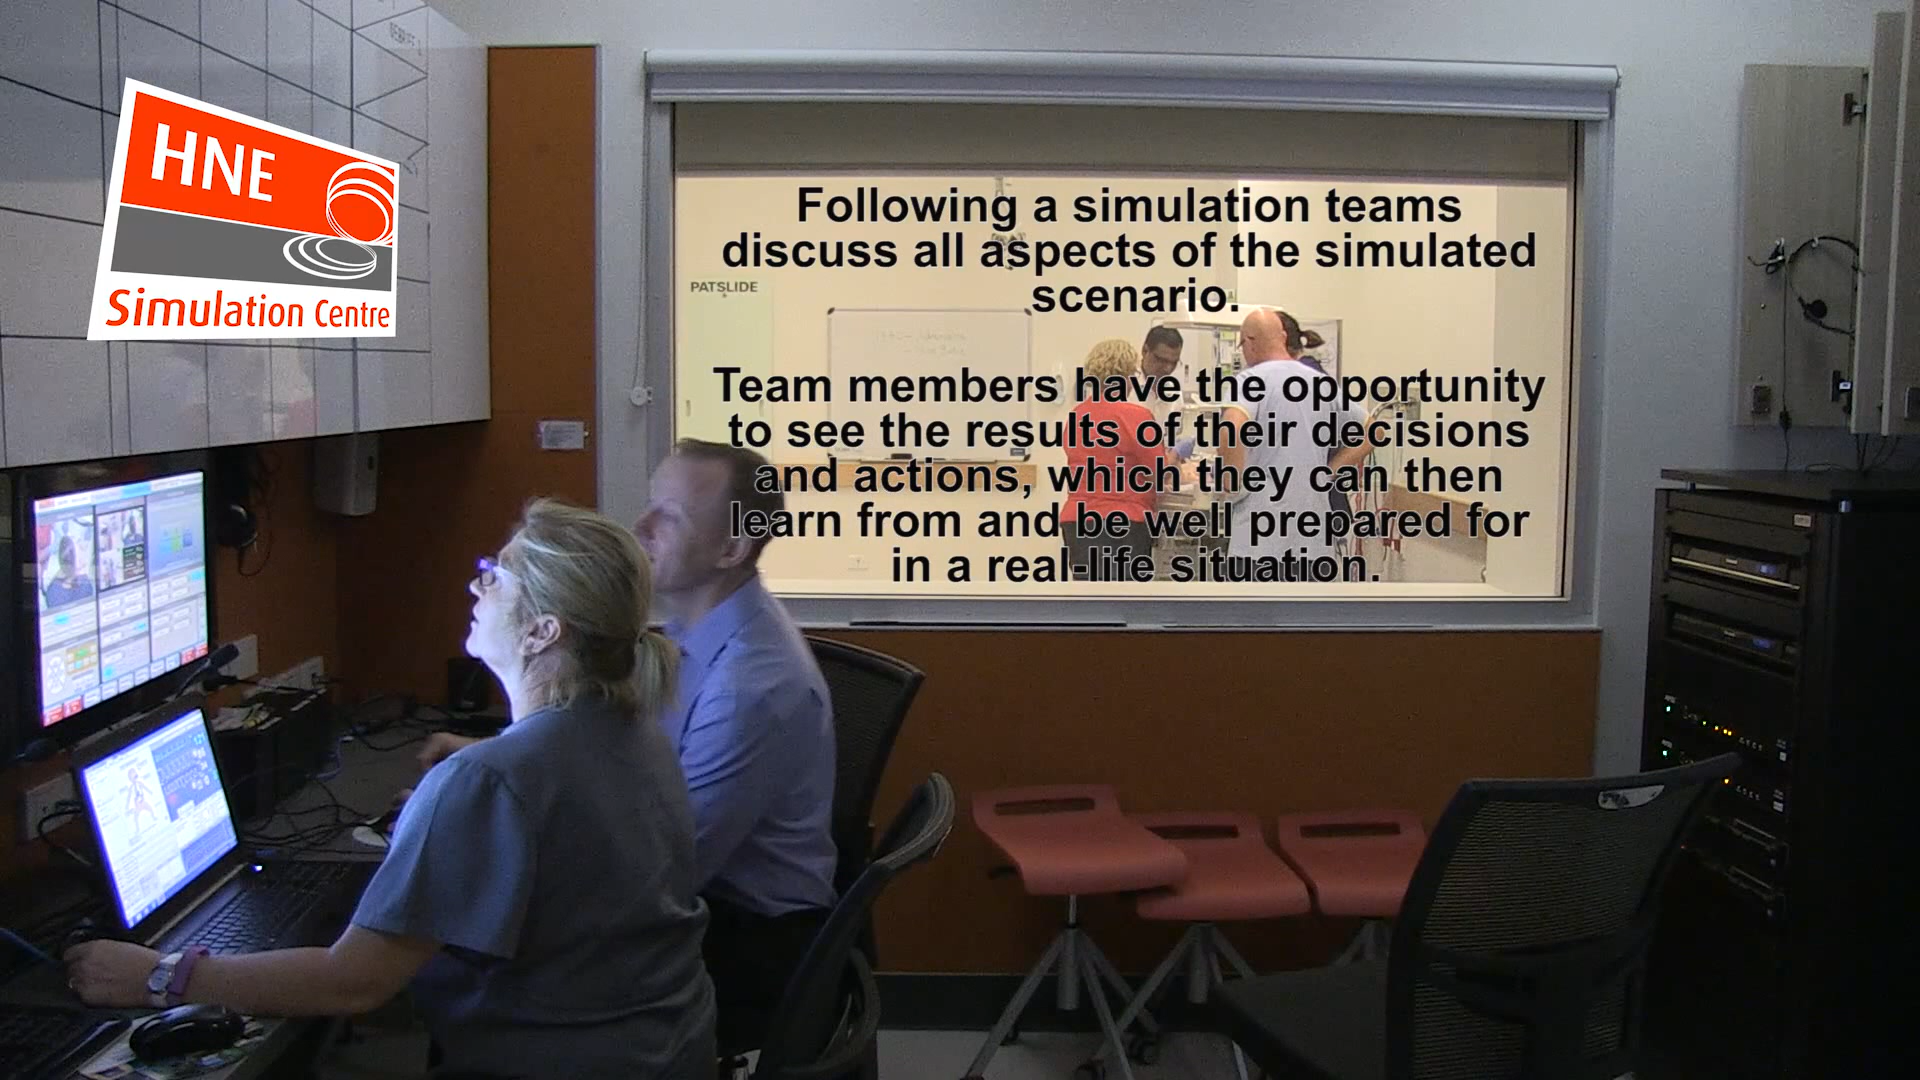 HNE
Simulation Centre
Following a simulation teams
discuss all aspects of the simulated
scenario.
PATSLIDE
Team members have the opportunity
to see the results of their decisions
and actions, which they can then
learn from and be well prepared for
in a real-life situation.